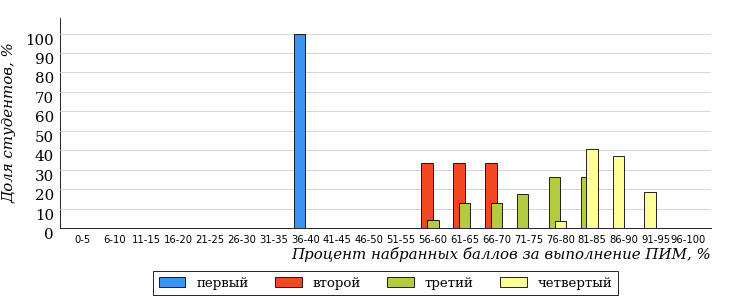 Доля студентов, %
100
90
80
70
60
50
40
30
20
10
0
0-5 6-10 11-15 16-20 21-25 26-30 31-35 36-40 41-45 46-50 51-55 56-60 61-65 66-70 71-75 76-80 81-85 86-90 91-95 96-100
Процент набранных баллов за выполнение ПИМ, %
первый второй третий четвертый